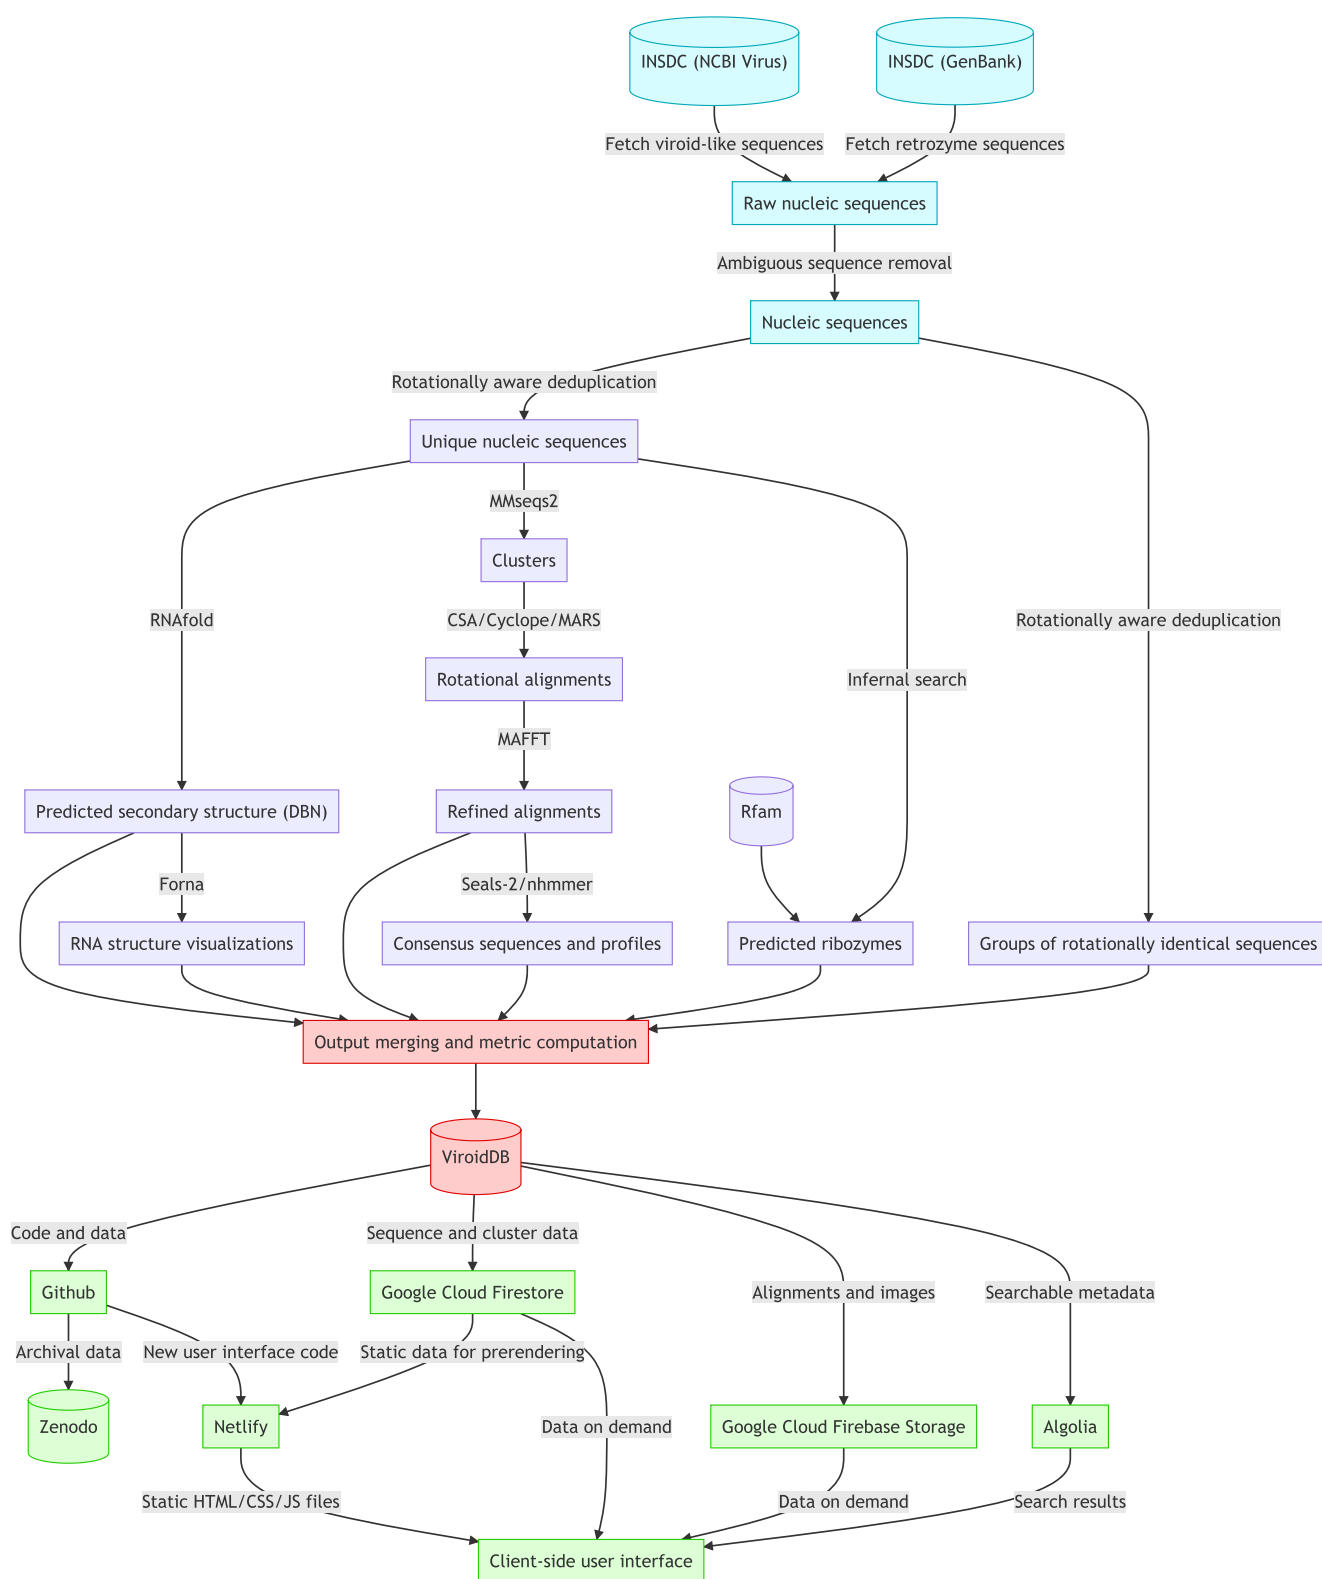 INSDC (NCBI Virus)
INSDC (GenBank)
Fetch viroid-like sequences
Fetch retrozyme sequences
Raw nucleic sequences
Ambiguous sequence removal
Nucleic sequences
Rotationally aware deduplication
Unique nucleic sequences
MMseqs2
Clusters
RNAfold
CSA/Cyclope/MARS
Rotationally aware deduplication
Rotational alignments
Infernal search
MAFFT
Predicted secondary structure (DBN)
Refined alignments
Rfam
Forna
Seals-2/nhmmer
RNA structure visualizations
Consensus sequences and profiles
Predicted ribozymes
Groups of rotationally identical sequences
Output merging and metric computation
ViroidDB
Code and data
Sequence and cluster data
Github
Google Cloud Firestore
Alignments and images
Searchable metadata
Archival data
New user interface code
Static data for prerendering
Zenodo
Netlify
Data on demand
Google Cloud Firebase Storage
Algolia
Static HTML/CSS/JS files
Data on demand
Search results
Client-side user interface